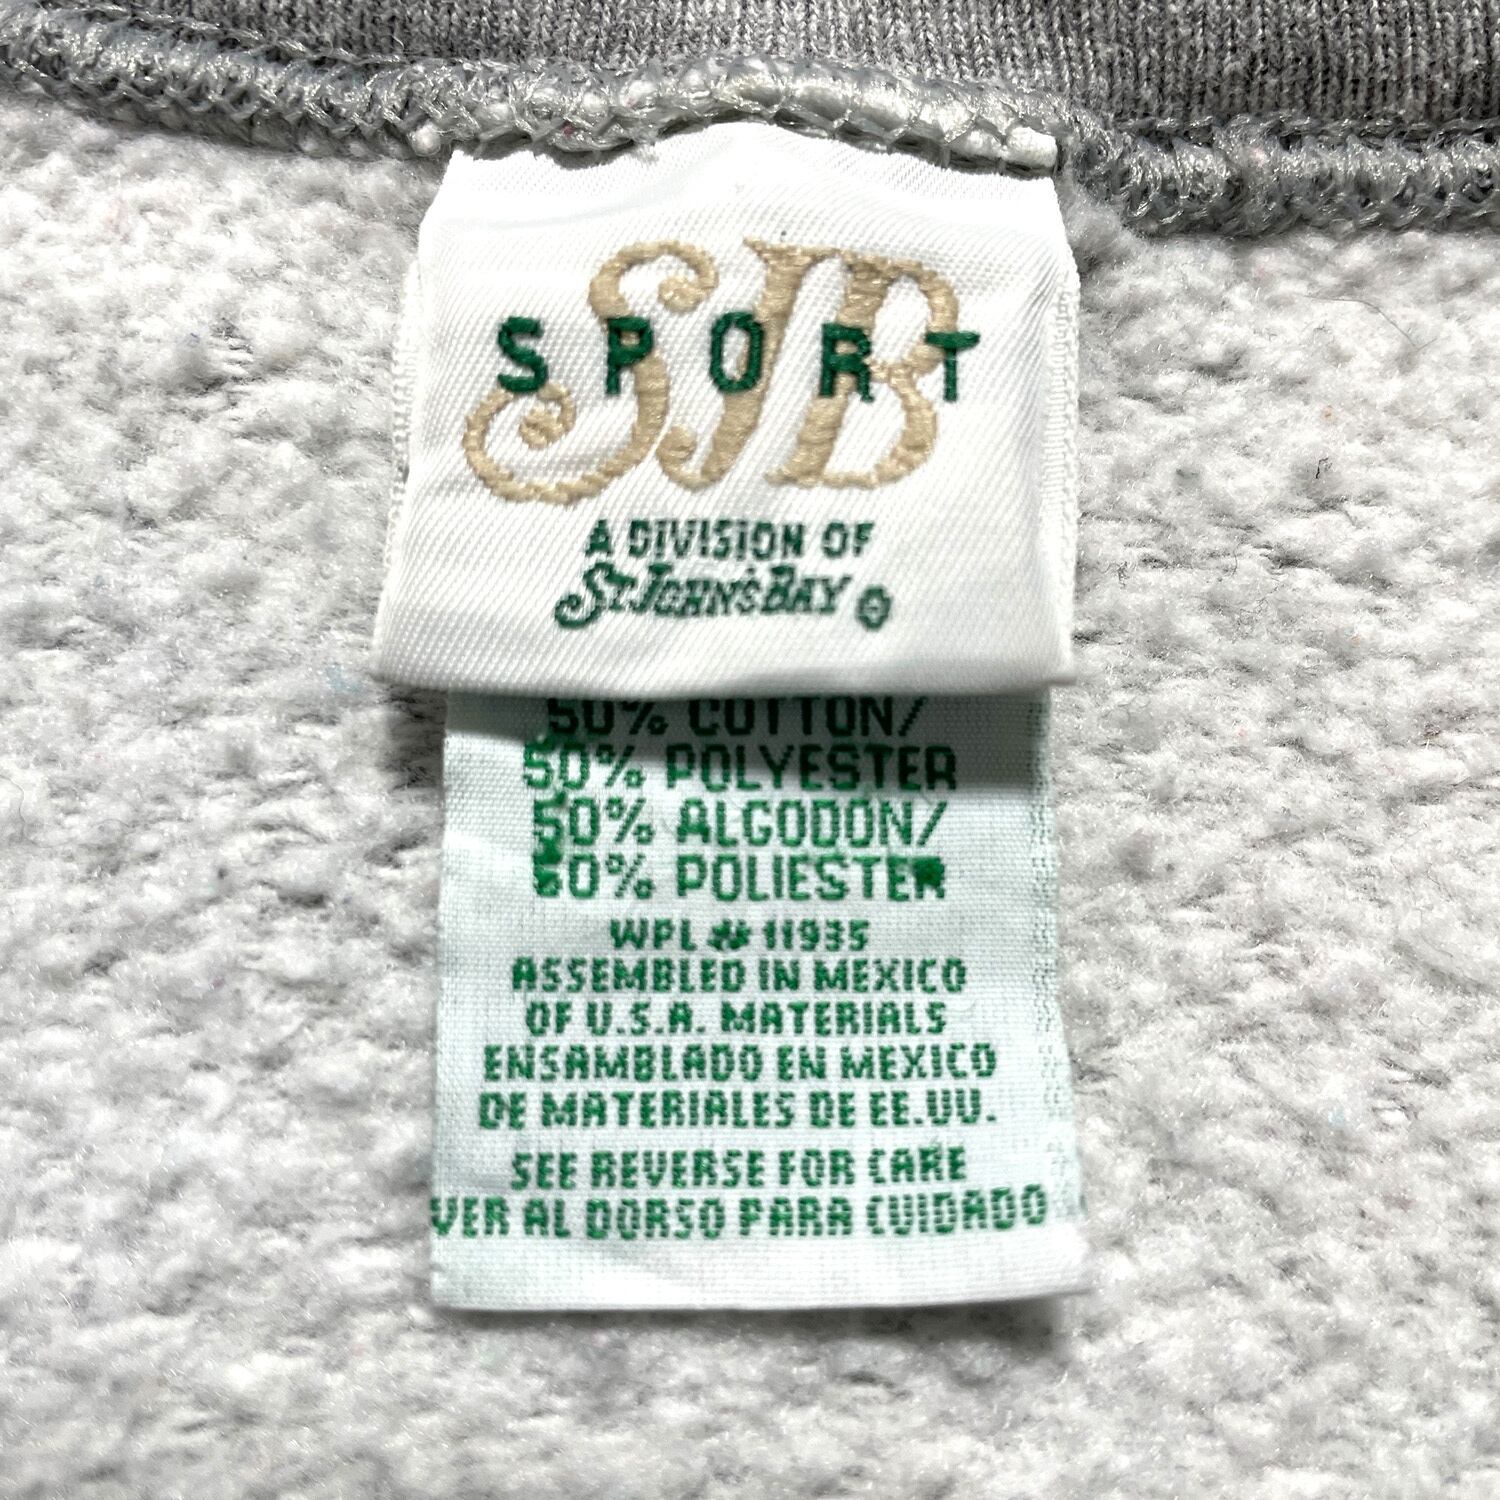 SJB
SPORT
A DIVISION OF
ST. JOHN'S BAY ®
50% COTTON/
50% POLYESTER
50% ALGODON/
50% POLIESTER
WPL # 11935
ASSEMBLED IN MEXICO
OF U.S.A. MATERIALS
ENSAMBLADO EN MEXICO
DE MATERIALES DE EE.UU.
SEE REVERSE FOR CARE
VER AL DORSO PARA CUIDADO